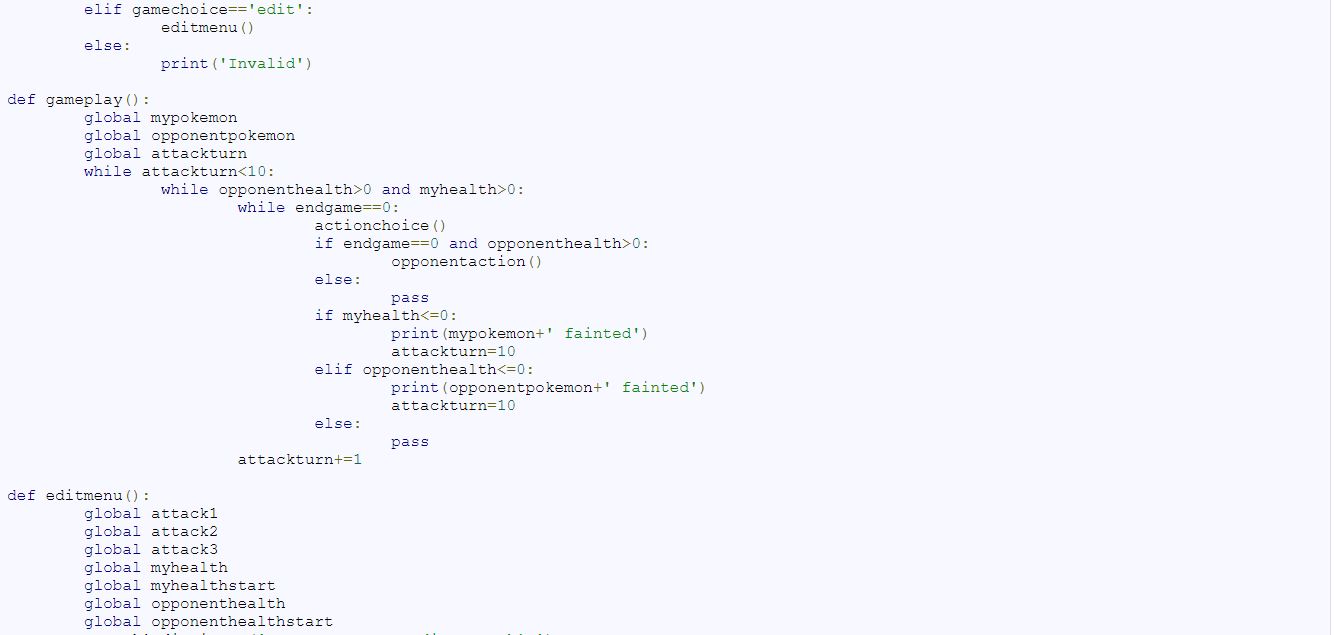 elif gamechoice=='edit':
editmenu()
else:
print('Invalid')
def gameplay():
global mypokemon
global opponentpokemon
global attackturn
while attackturn<10:
while opponenthealth>0 and myhealth>0:
while endgame==0:
actionchoice()
if endgame==0 and opponenthealth>0:
opponentaction()
else:
pass
if myhealth<=0:
print(mypokemon+' fainted')
attackturn=10
elif opponenthealth<=0:
print(opponentpokemon+' fainted')
attackturn=10
else:
pass
attackturn+=1
def editmenu():
global attack1
global attack2
global attack3
global myhealth
global myhealthstart
global opponenthealth
global opponenthealthstart